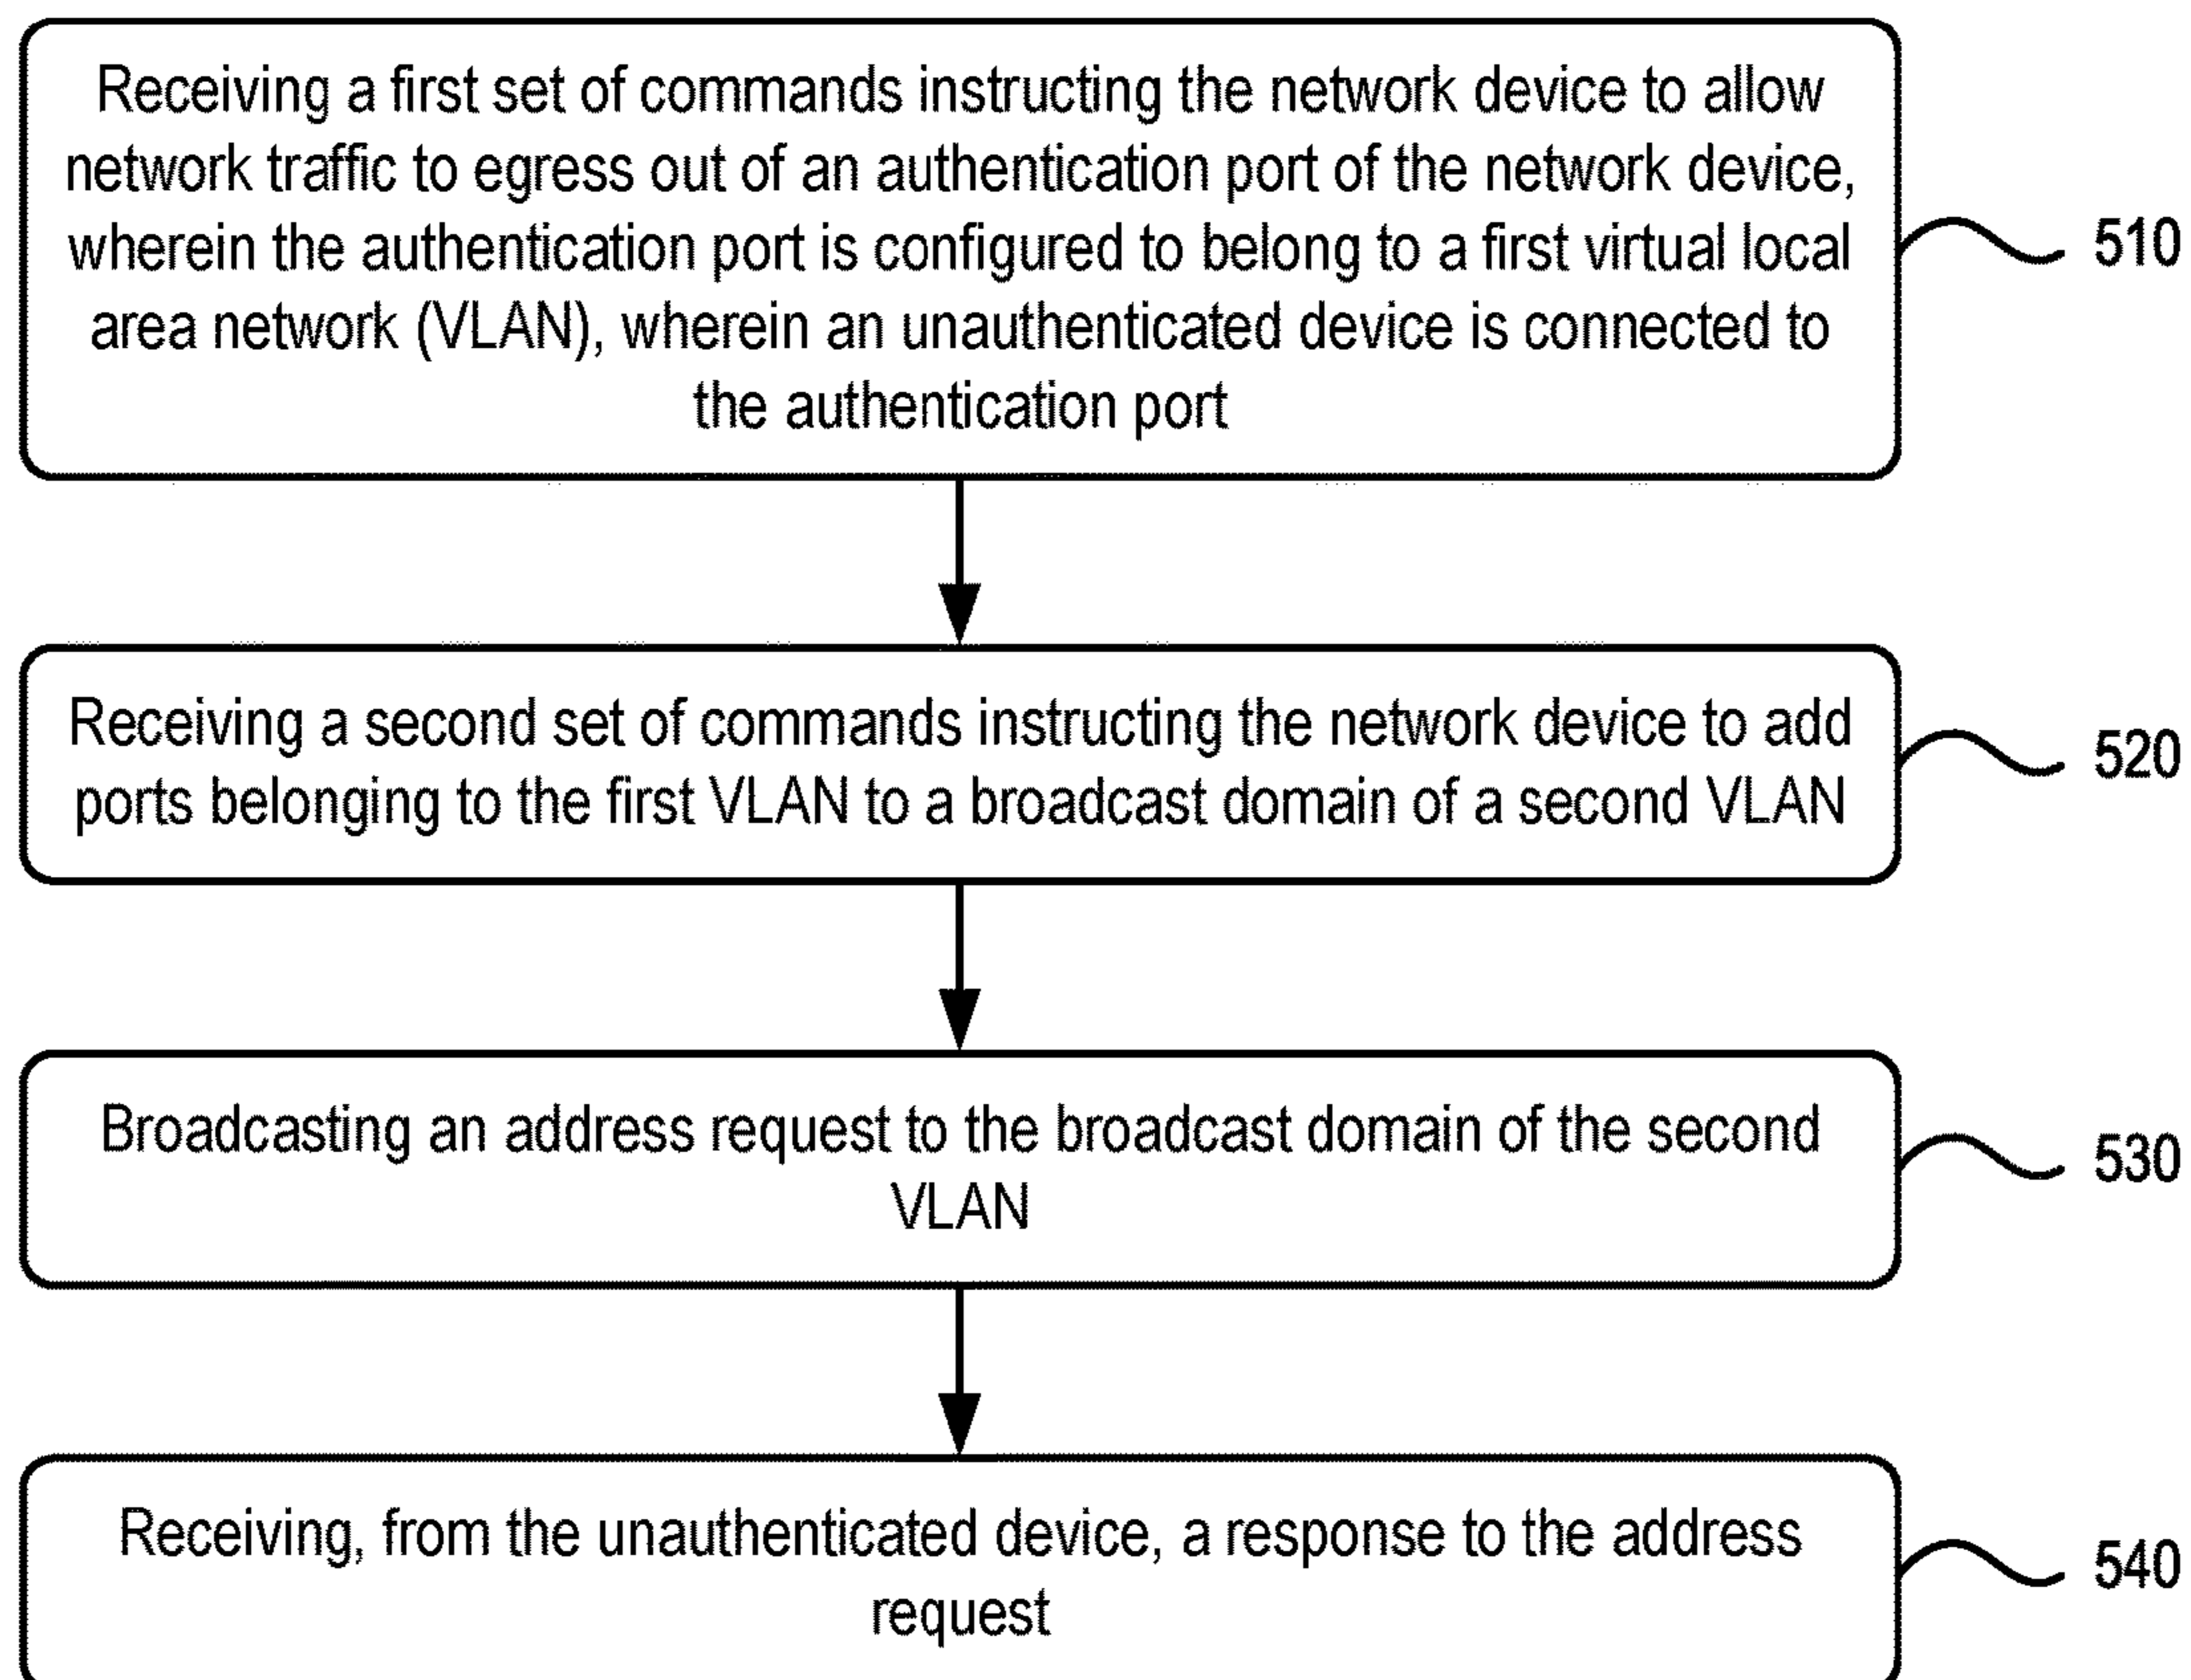 Receiving a first set of commands instructing the network device to allow
network traffic to egress out of an authentication port of the network device,
wherein the authentication port is configured to belong to a first virtual local
area network (VLAN), wherein an unauthenticated device is connected to
the authentication port
510
Receiving a second set of commands instructing the network device to add
ports belonging to the first VLAN to a broadcast domain of a second VLAN
520
Broadcasting an address request to the broadcast domain of the second
VLAN
530
Receiving, from the unauthenticated device, a response to the address
request
540